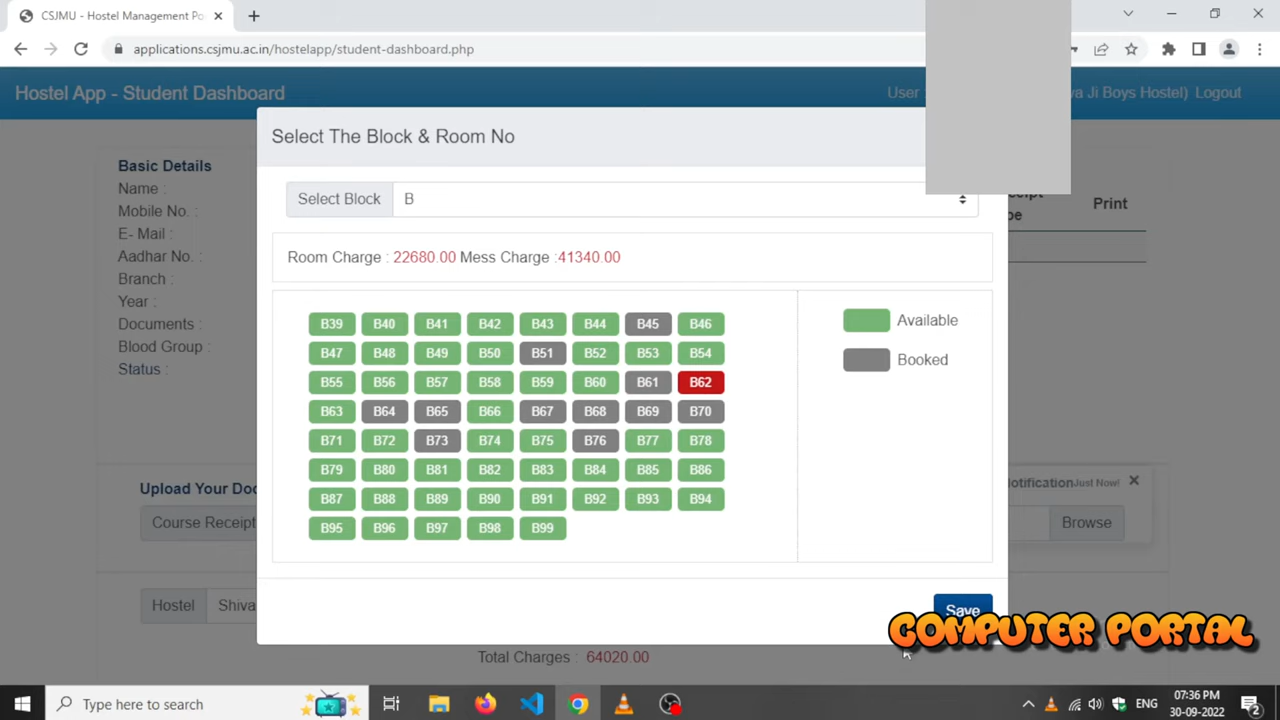 CSJMU - Hostel Management Po
applications.csjmu.ac.in/hostelapp/student-dashboard.php
Hostel App - Student Dashboard
User
va Ji Boys Hostel) Logout
Select The Block & Room No
Basic Details
Name :
Mobile No. :
E- Mail :
Aadhar No. :
Branch :
Year :
Documents :
Blood Group :
Status :
Print
Select Block B
Room Charge : 22680.00 Mess Charge :41340.00
B39 B40 B41 B42 B43 B44 B45 B46
B47 B48 B49 B50 B51 B52 B53 B54
B55 B56 B57 B58 B59 B60 B61 B62
B63 B64 B65 B66 B67 B68 B69 B70
B71 B72 B73 B74 B75 B76 B77 B78
B79 B80 B81 B82 B83 B84 B85 B86
B87 B88 B89 B90 B91 B92 B93 B94
B95 B96 B97 B98 B99
Available
Booked
Upload Your Doc
otification Just Now!
Course Receipt
Browse
Hostel Shiva
Save
COMPUTER PORTAL
Total Charges : 64020.00
Type here to search
ENG
07:36 PM
30-09-2022
2